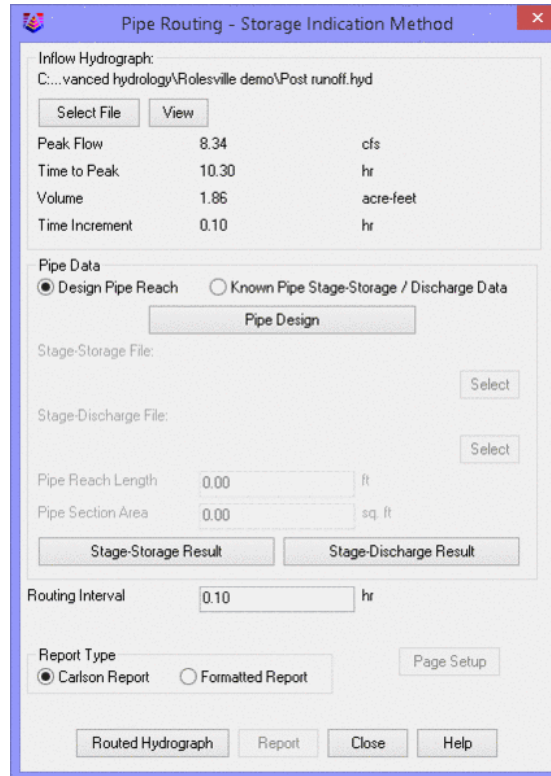 Pipe Routing - Storage Indication Method
Inflow Hydrograph:
C:...vanced hydrology\Rolesville demo\Post runoff.hyd
Select File View
Peak Flow 8.34 cfs
Time to Peak 10.30 hr
Volume 1.86 acre-feet
Time Increment 0.10 hr
Pipe Data
Design Pipe Reach Known Pipe Stage-Storage / Discharge Data
Pipe Design
Stage-Storage File:
Select
Stage-Discharge File:
Select
Pipe Reach Length 0.00 ft
Pipe Section Area 0.00 sq. ft
Stage-Storage Result Stage-Discharge Result
Routing Interval 0.10 hr
Report Type
Page Setup
Carlson Report Formatted Report
Routed Hydrograph Report Close Help